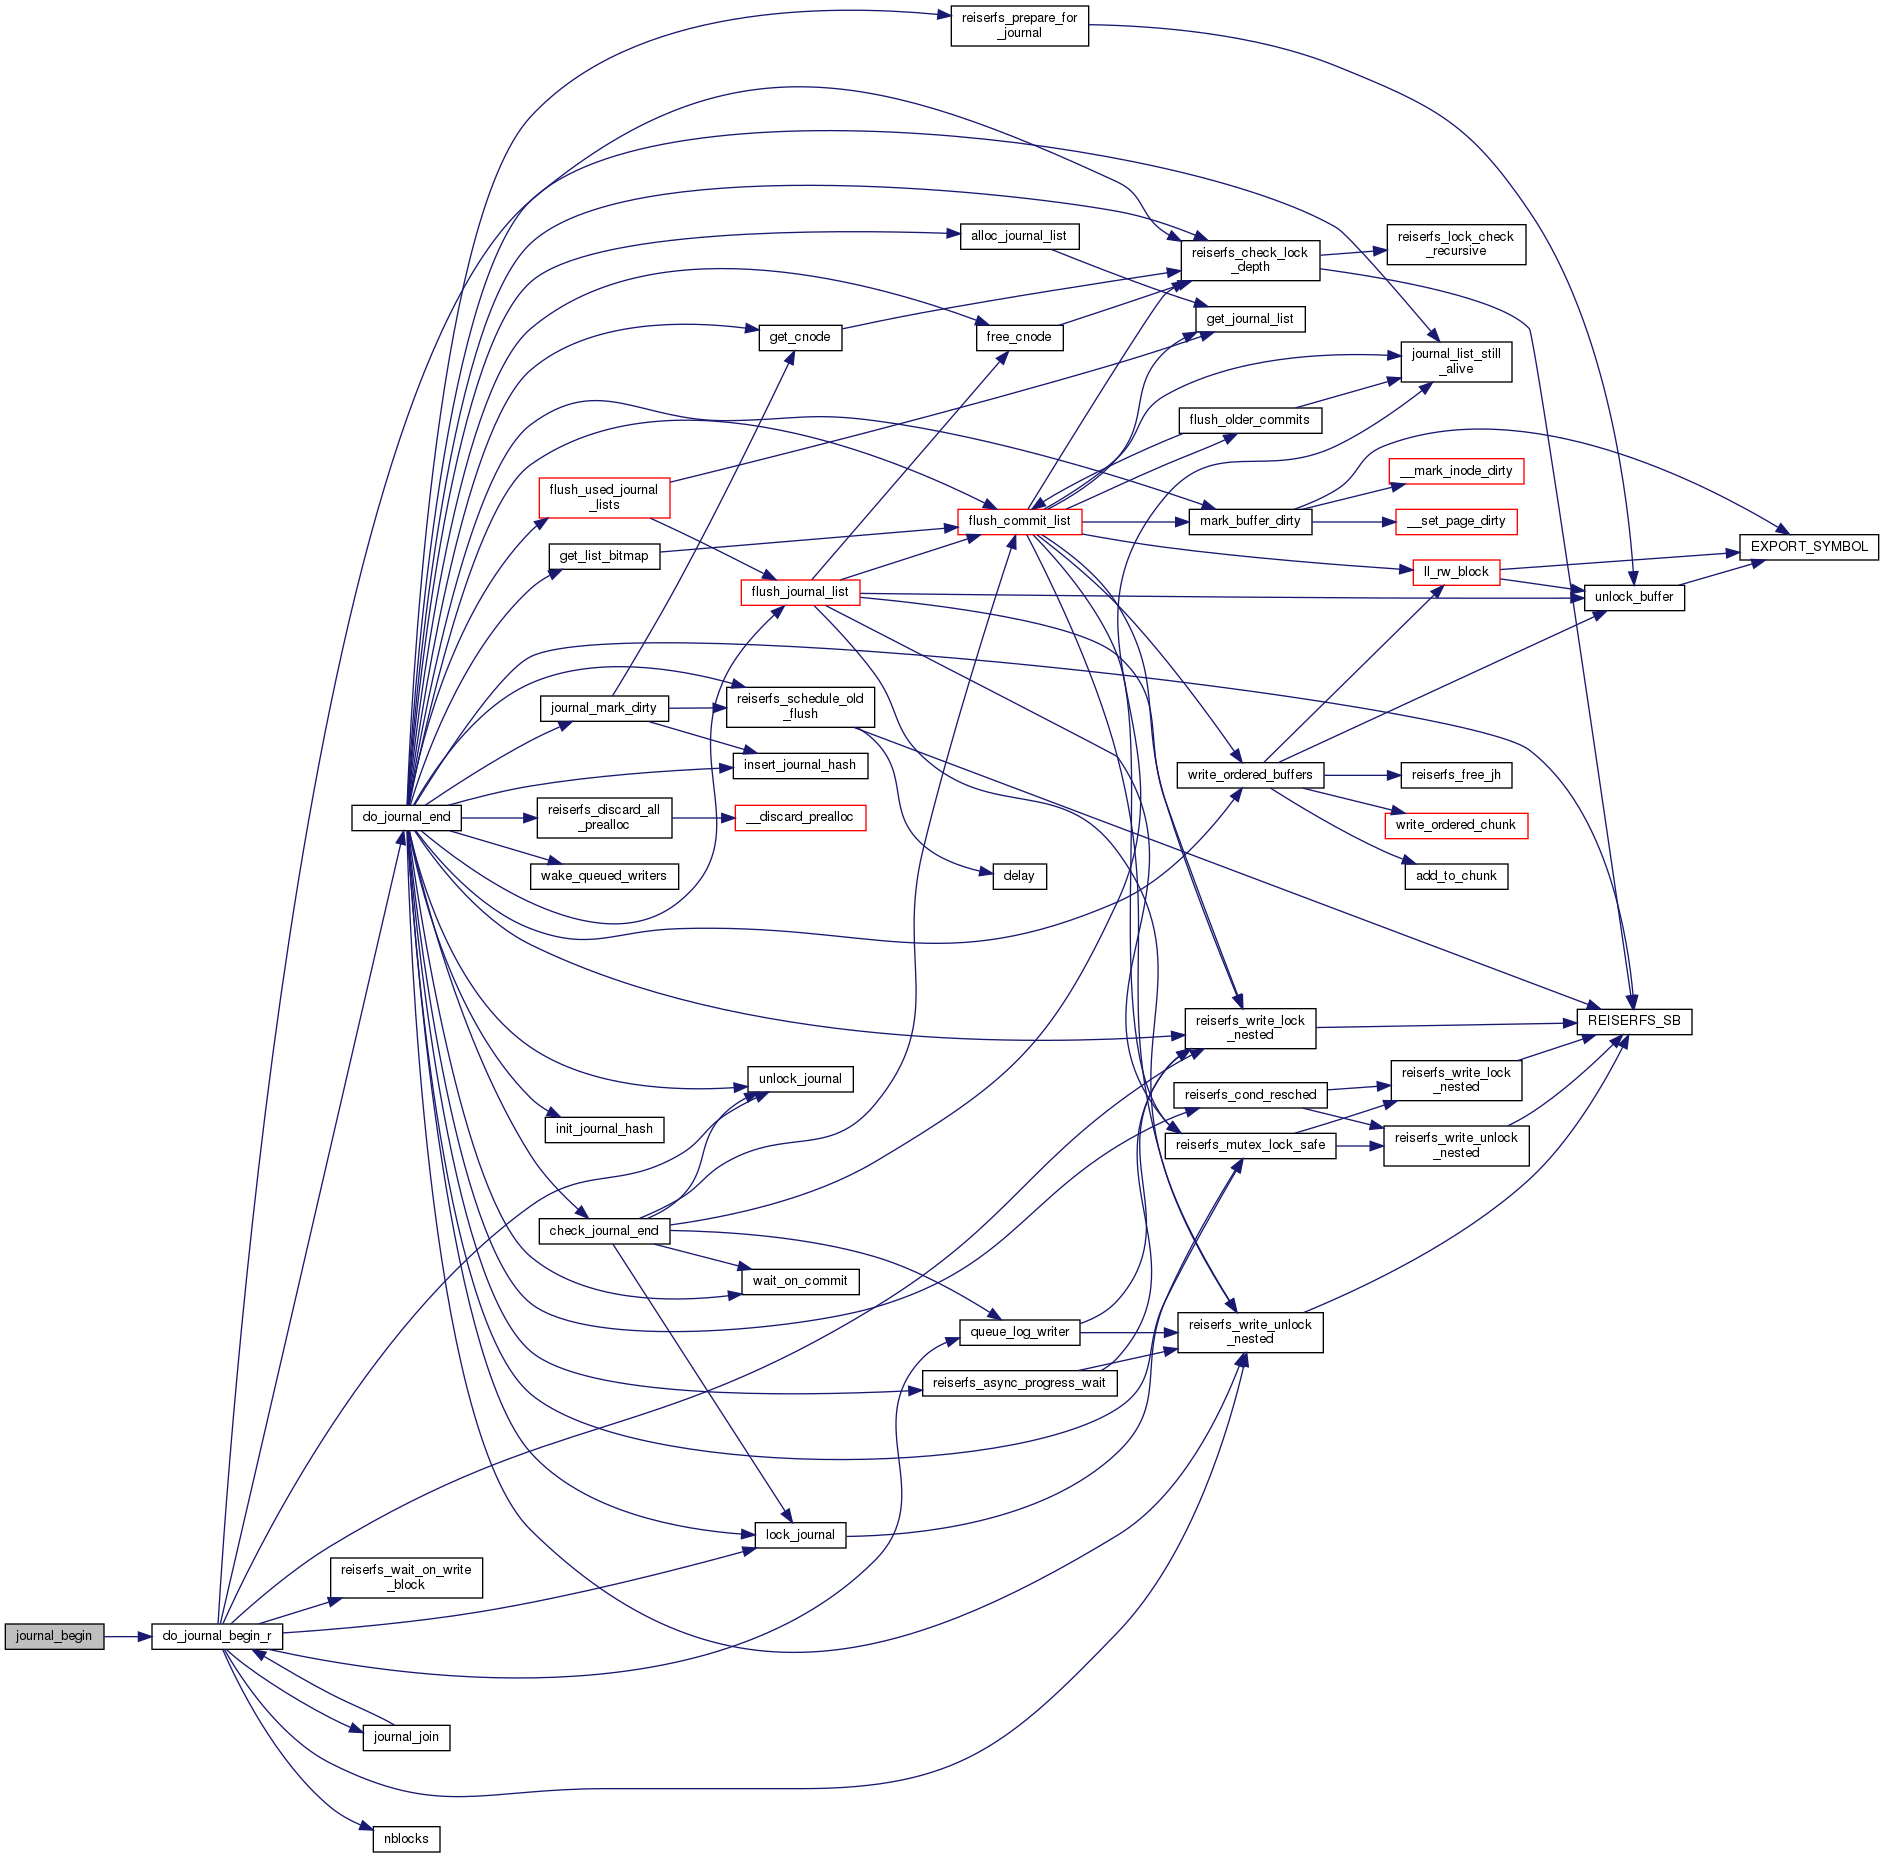 reiserfs_prepare_for
_journal
alloc_journal_list
reiserfs_check_lock
_depth
reiserfs_lock_check
_recursive
get_journal_list
get_cnode
free_cnode
journal_list_still
_alive
flush_older_commits
__mark_inode_dirty
flush_used_journal
_lists
flush_commit_list
mark_buffer_dirty
__set_page_dirty
EXPORT_SYMBOL
get_list_bitmap
ll_rw_block
flush_journal_list
unlock_buffer
journal_mark_dirty
reiserfs_schedule_old
_flush
insert_journal_hash
write_ordered_buffers
reiserfs_free_jh
do_journal_end
reiserfs_discard_all
_prealloc
__discard_prealloc
write_ordered_chunk
wake_queued_writers
delay
add_to_chunk
reiserfs_write_lock
_nested
REISERFS_SB
unlock_journal
reiserfs_cond_resched
reiserfs_write_lock
_nested
init_journal_hash
reiserfs_mutex_lock_safe
reiserfs_write_unlock
_nested
check_journal_end
wait_on_commit
queue_log_writer
reiserfs_write_unlock
_nested
reiserfs_async_progress_wait
lock_journal
reiserfs_wait_on_write
_block
journal_begin
do_journal_begin_r
journal_join
nblocks